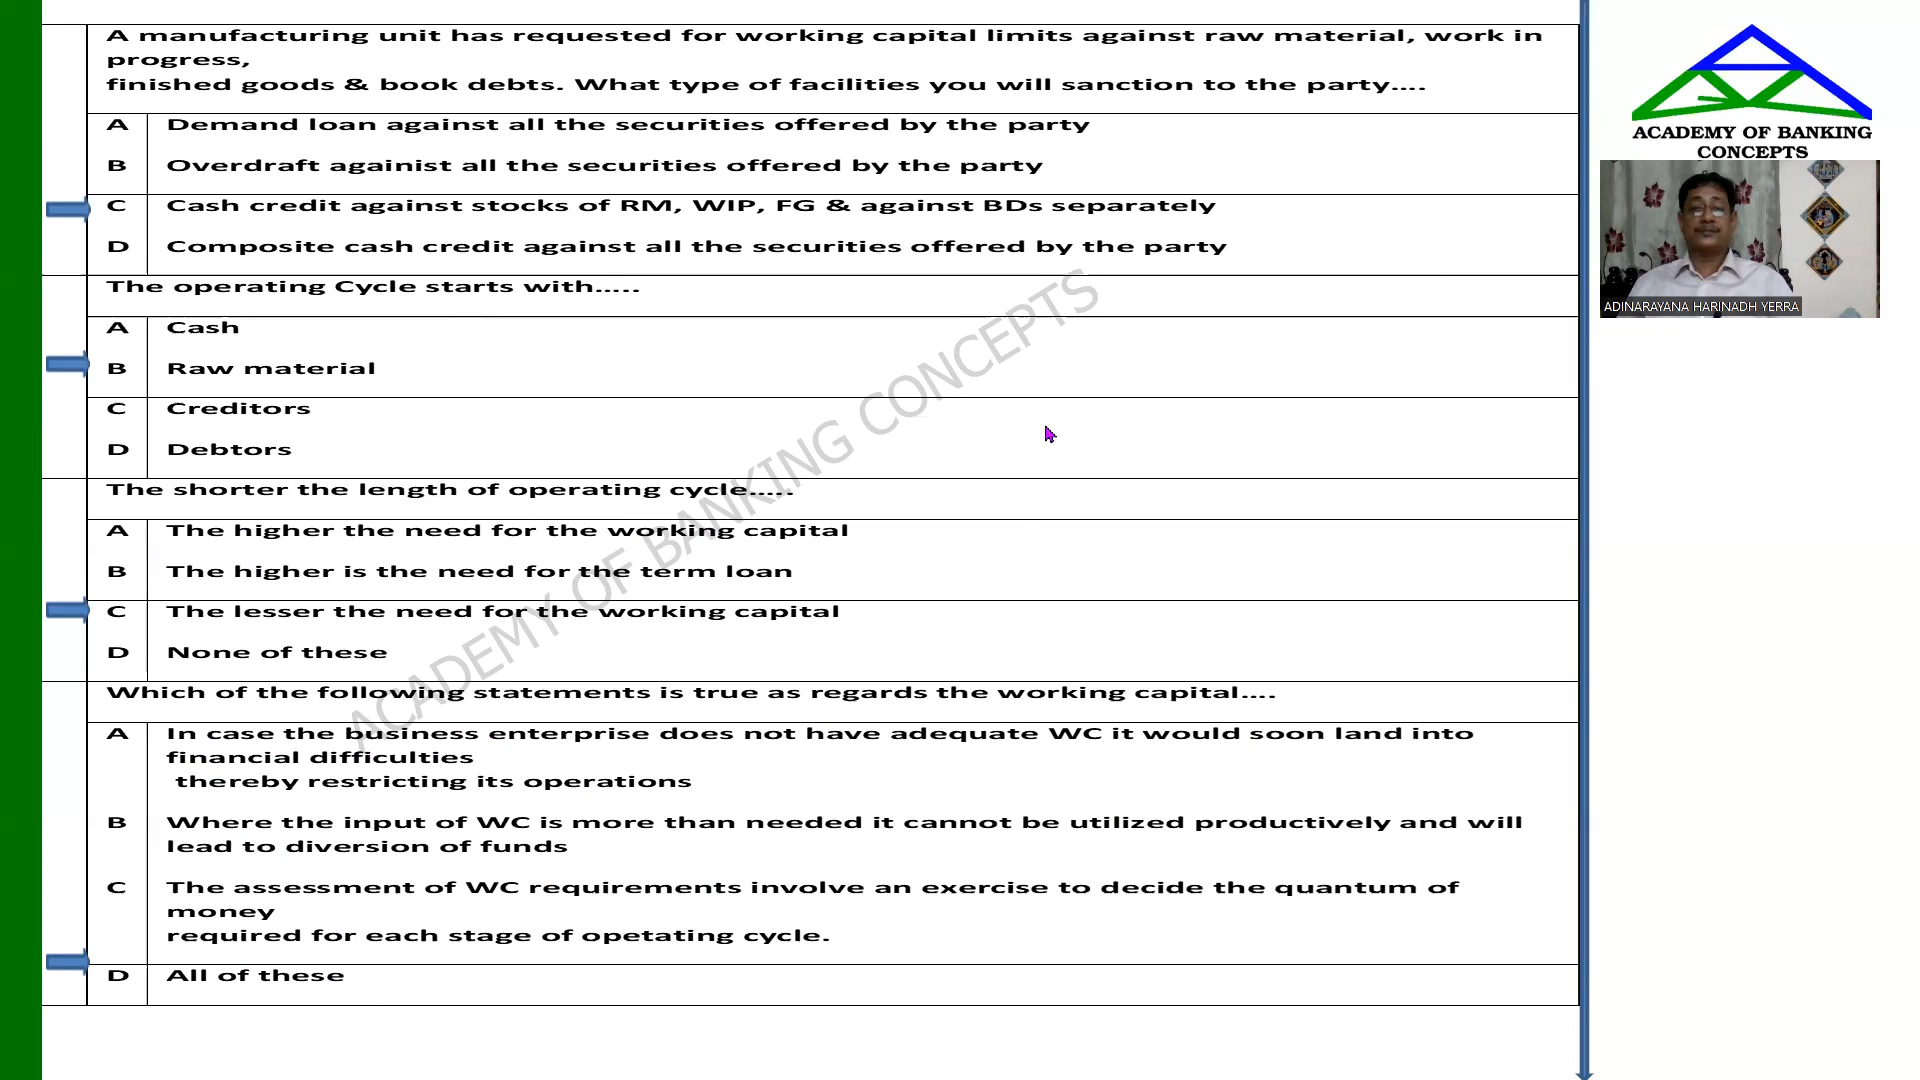 A manufacturing unit has requested for working capital limits against raw material, work in
progress,
finished goods & book debts. What type of facilities you will sanction to the party....
A Demand loan against all the securities offered by the party
B Overdraft againist all the securities offered by the party
C Cash credit against stocks of RM, WIP, FG & against BDs separately
D Composite cash credit against all the securities offered by the party
The operating Cycle starts with.....
A Cash
B Raw material
C Creditors
D Debtors
The shorter the length of operating cycle.....
A The higher the need for the working capital
B The higher is the need for the term loan
C The lesser the need for the working capital
D None of these
Which of the following statements is true as regards the working capital....
A In case the business enterprise does not have adequate WC it would soon land into
financial difficulties
thereby restricting its operations
B Where the input of WC is more than needed it cannot be utilized productively and will
lead to diversion of funds
C The assessment of WC requirements involve an exercise to decide the quantum of
money
required for each stage of opetating cycle.
D All of these
ACADEMY OF BANKING CONCEPTS
ACADEMY OF BANKING
CONCEPTS
ADINARAYANA HARINADH YERRA